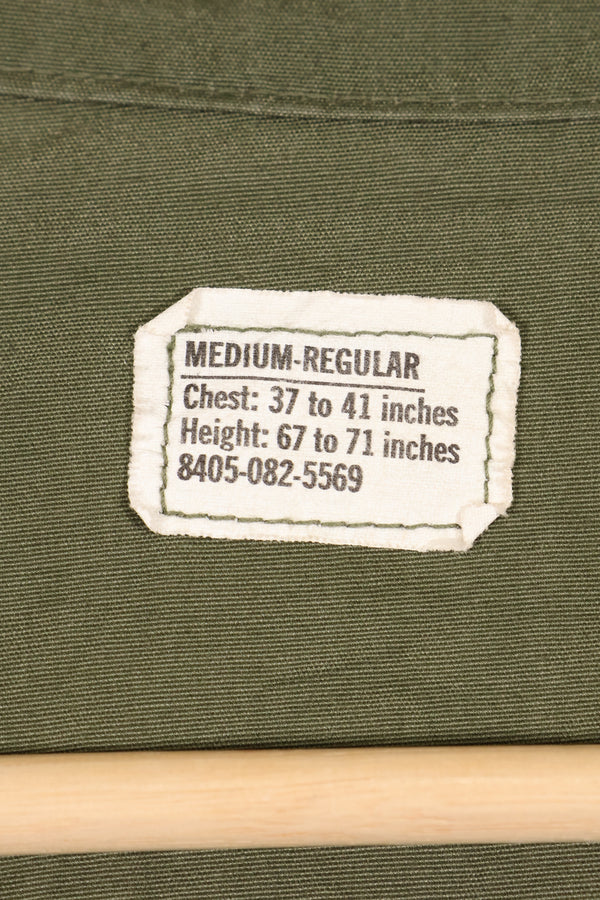 MEDIUM-REGULAR
Chest: 37 to 41 inches
Height: 67 to 71 inches
8405-082-5569